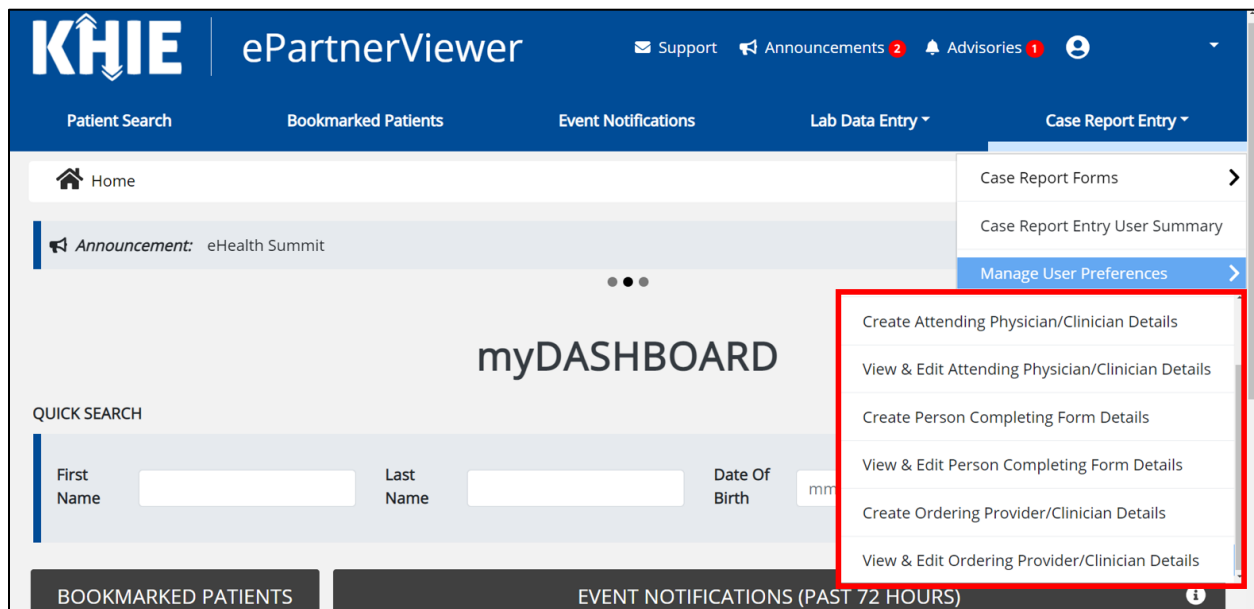 KHIE ePartnerViewer Support Announcements 2 Advisories 1
Patient Search Bookmarked Patients Event Notifications Lab Data Entry Case Report Entry
Home
Announcement: eHealth Summit
Case Report Forms
Case Report Entry User Summary
Manage User Preferences
Create Attending Physician/Clinician Details
View & Edit Attending Physician/Clinician Details
Create Person Completing Form Details
View & Edit Person Completing Form Details
Create Ordering Provider/Clinician Details
View & Edit Ordering Provider/Clinician Details
myDASHBOARD
QUICK SEARCH
First
Name
Last
Name
Date Of
Birth
mm
BOOKMARKED PATIENTS EVENT NOTIFICATIONS (PAST 72 HOURS)